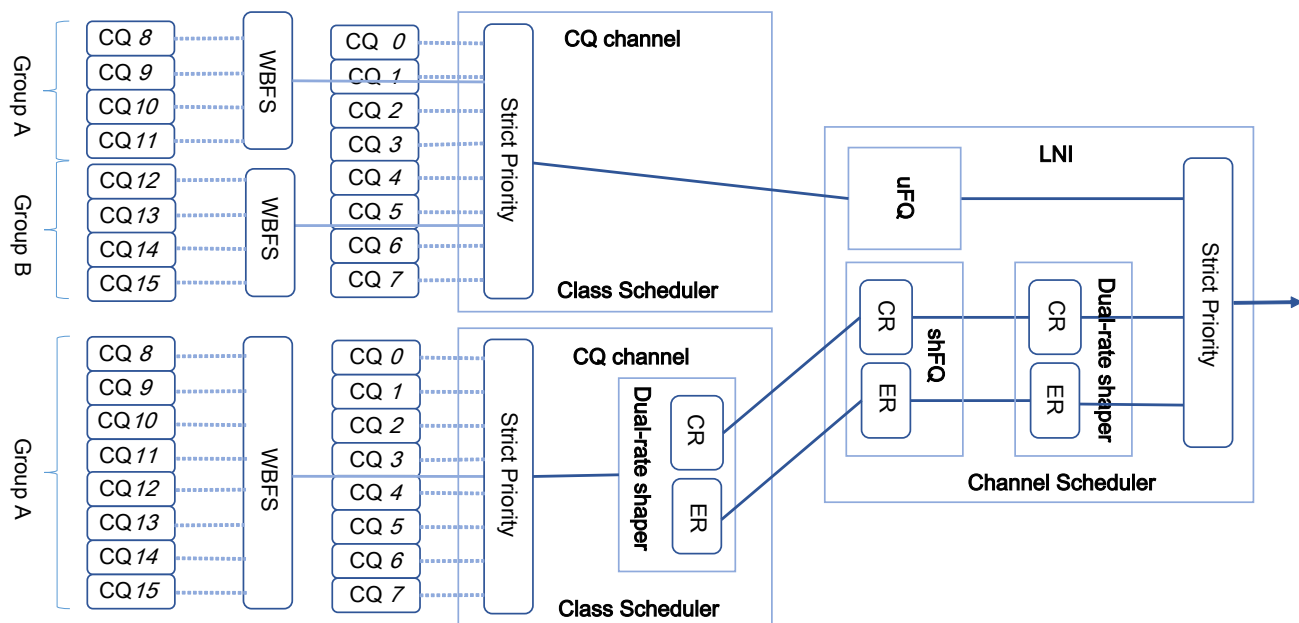 Group A
CQ 8
CQ 9
CQ 10
CQ 11
WBFS
Group B
CQ 12
CQ 13
CQ 14
CQ 15
WBFS
CQ 0
CQ 1
CQ 2
CQ 3
CQ 4
CQ 5
CQ 6
CQ 7
Strict Priority
CQ channel
Class Scheduler
Group A
CQ 8
CQ 9
CQ 10
CQ 11
CQ 12
CQ 13
CQ 14
CQ 15
WBFS
CQ 0
CQ 1
CQ 2
CQ 3
CQ 4
CQ 5
CQ 6
CQ 7
Strict Priority
CQ channel
Dual-rate shaper
CR
ER
Class Scheduler
LNI
uFQ
CR
ER
shFQ
CR
ER
Dual-rate shaper
Strict Priority
Channel Scheduler